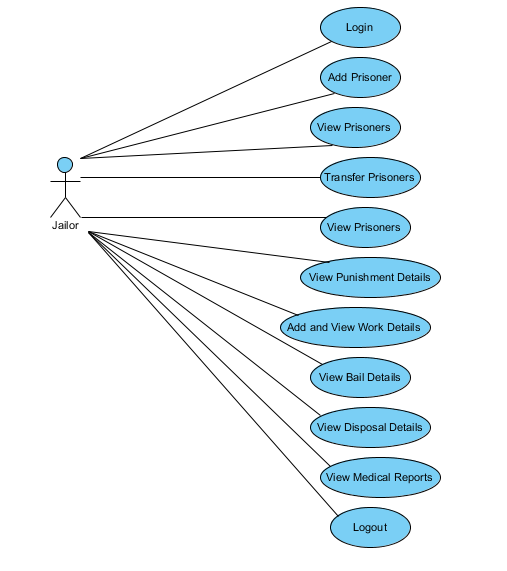 Login
Add Prisoner
View Prisoners
Transfer Prisoners
Jailor
View Prisoners
View Punishment Details
Add and View Work Details
View Bail Details
View Disposal Details
View Medical Reports
Logout